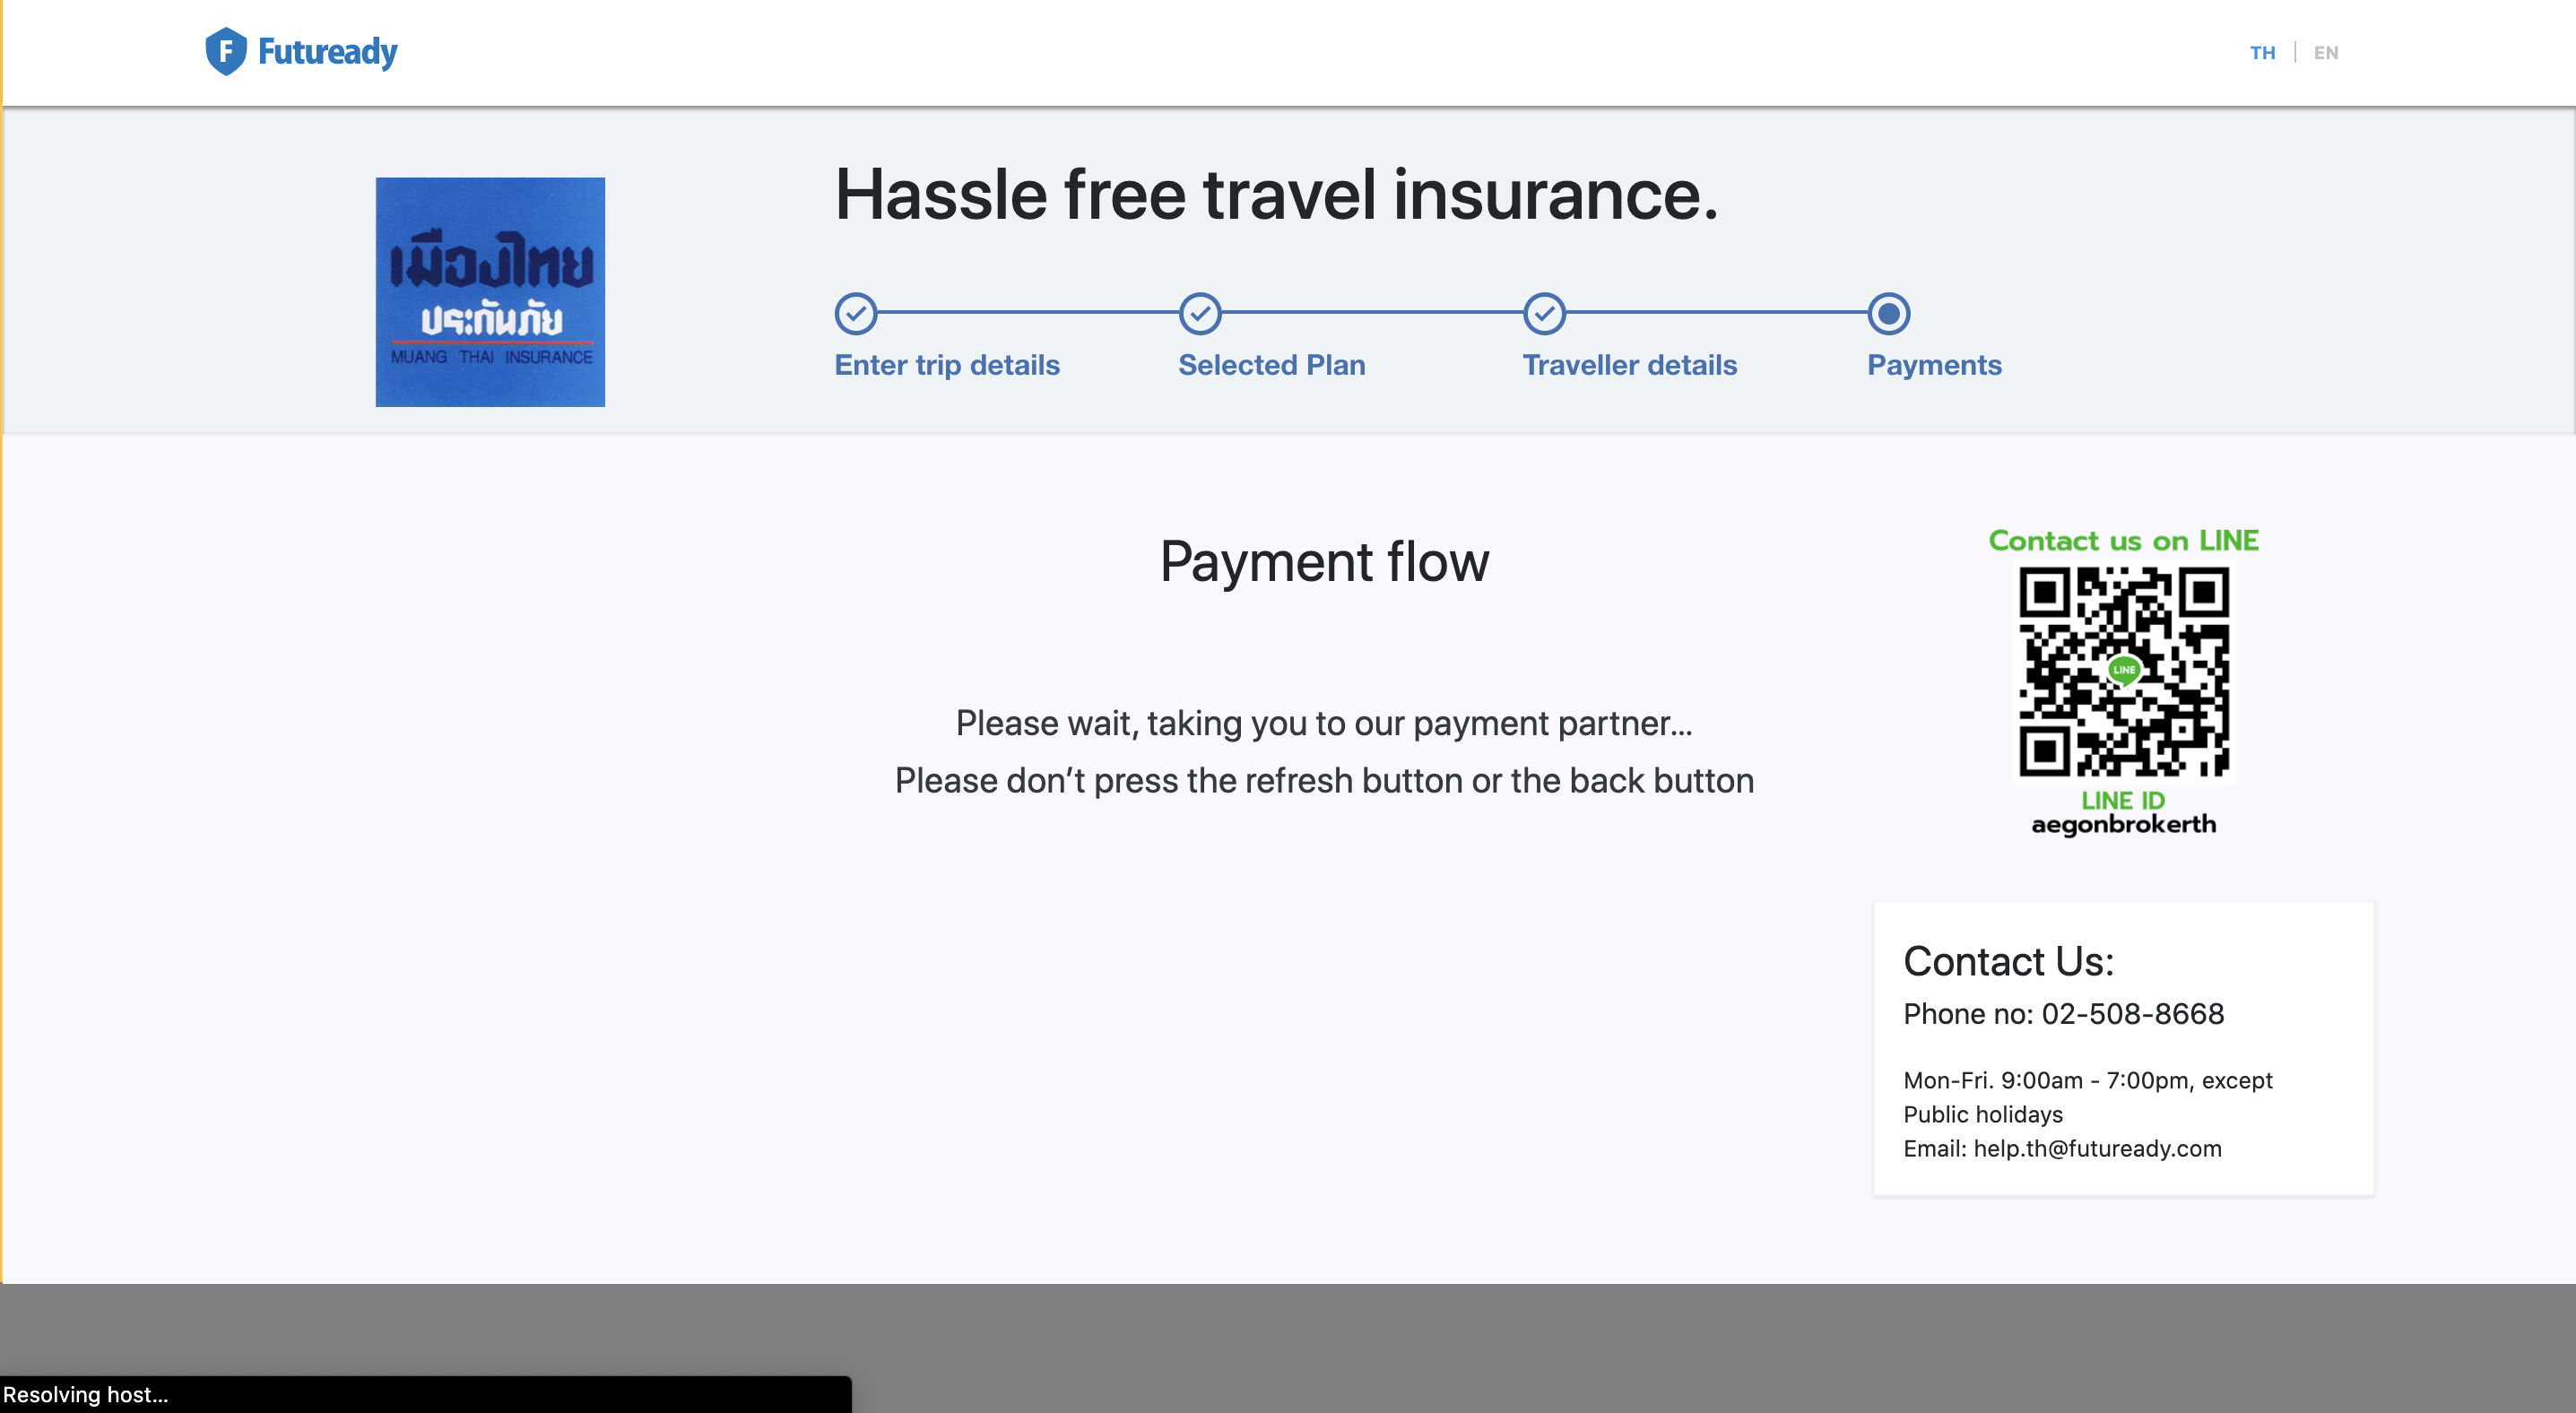 F Futuready
TH | EN
เมืองไทย
ประกันภัย
MUANG THAI INSURANCE
Hassle free travel insurance.
Enter trip details
Selected Plan
Traveller details
Payments
Payment flow
Please wait, taking you to our payment partner...
Please don’t press the refresh button or the back button
Contact us on LINE
LINE
LINE ID
aegonbrokerth
Contact Us:
Phone no: 02-508-8668
Mon-Fri. 9:00am - 7:00pm, except
Public holidays
Email: help.th@futuready.com
Resolving host...